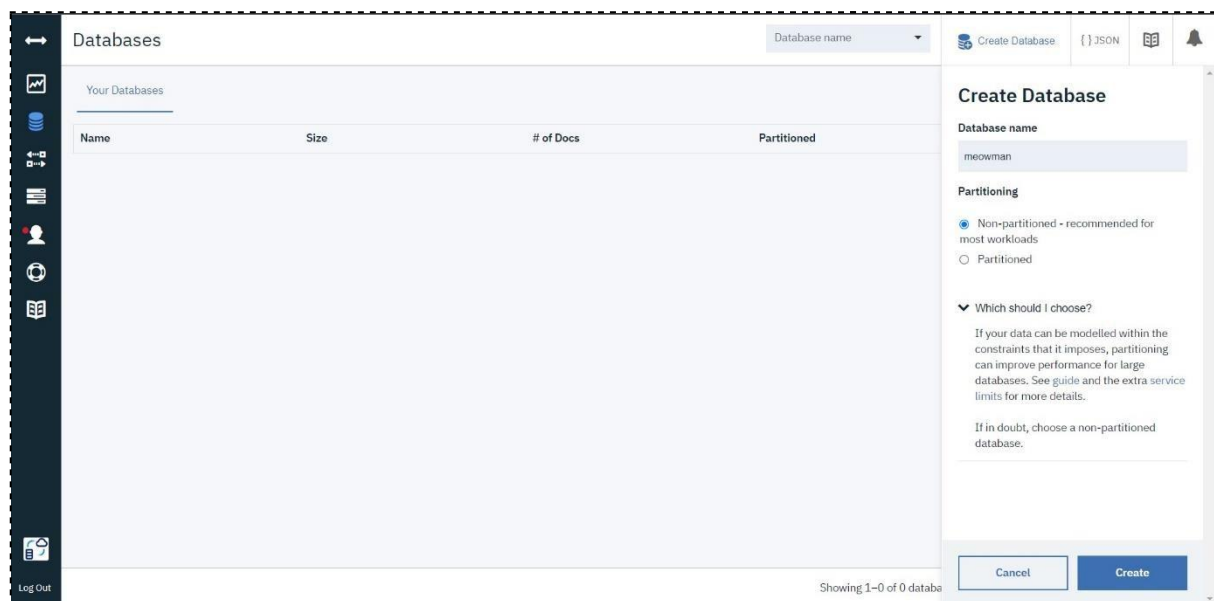 Databases
Database name
Create Database
{ } JSON
Your Databases
Name Size # of Docs Partitioned
Create Database
Database name
meowman
Partitioning
Non-partitioned - recommended for
most workloads
Partitioned
Which should I choose?
If your data can be modelled within the
constraints that it imposes, partitioning
can improve performance for large
databases. See guide and the extra service
limits for more details.
If in doubt, choose a non-partitioned
database.
Cancel
Create
Log Out
Showing 1–0 of 0 databa